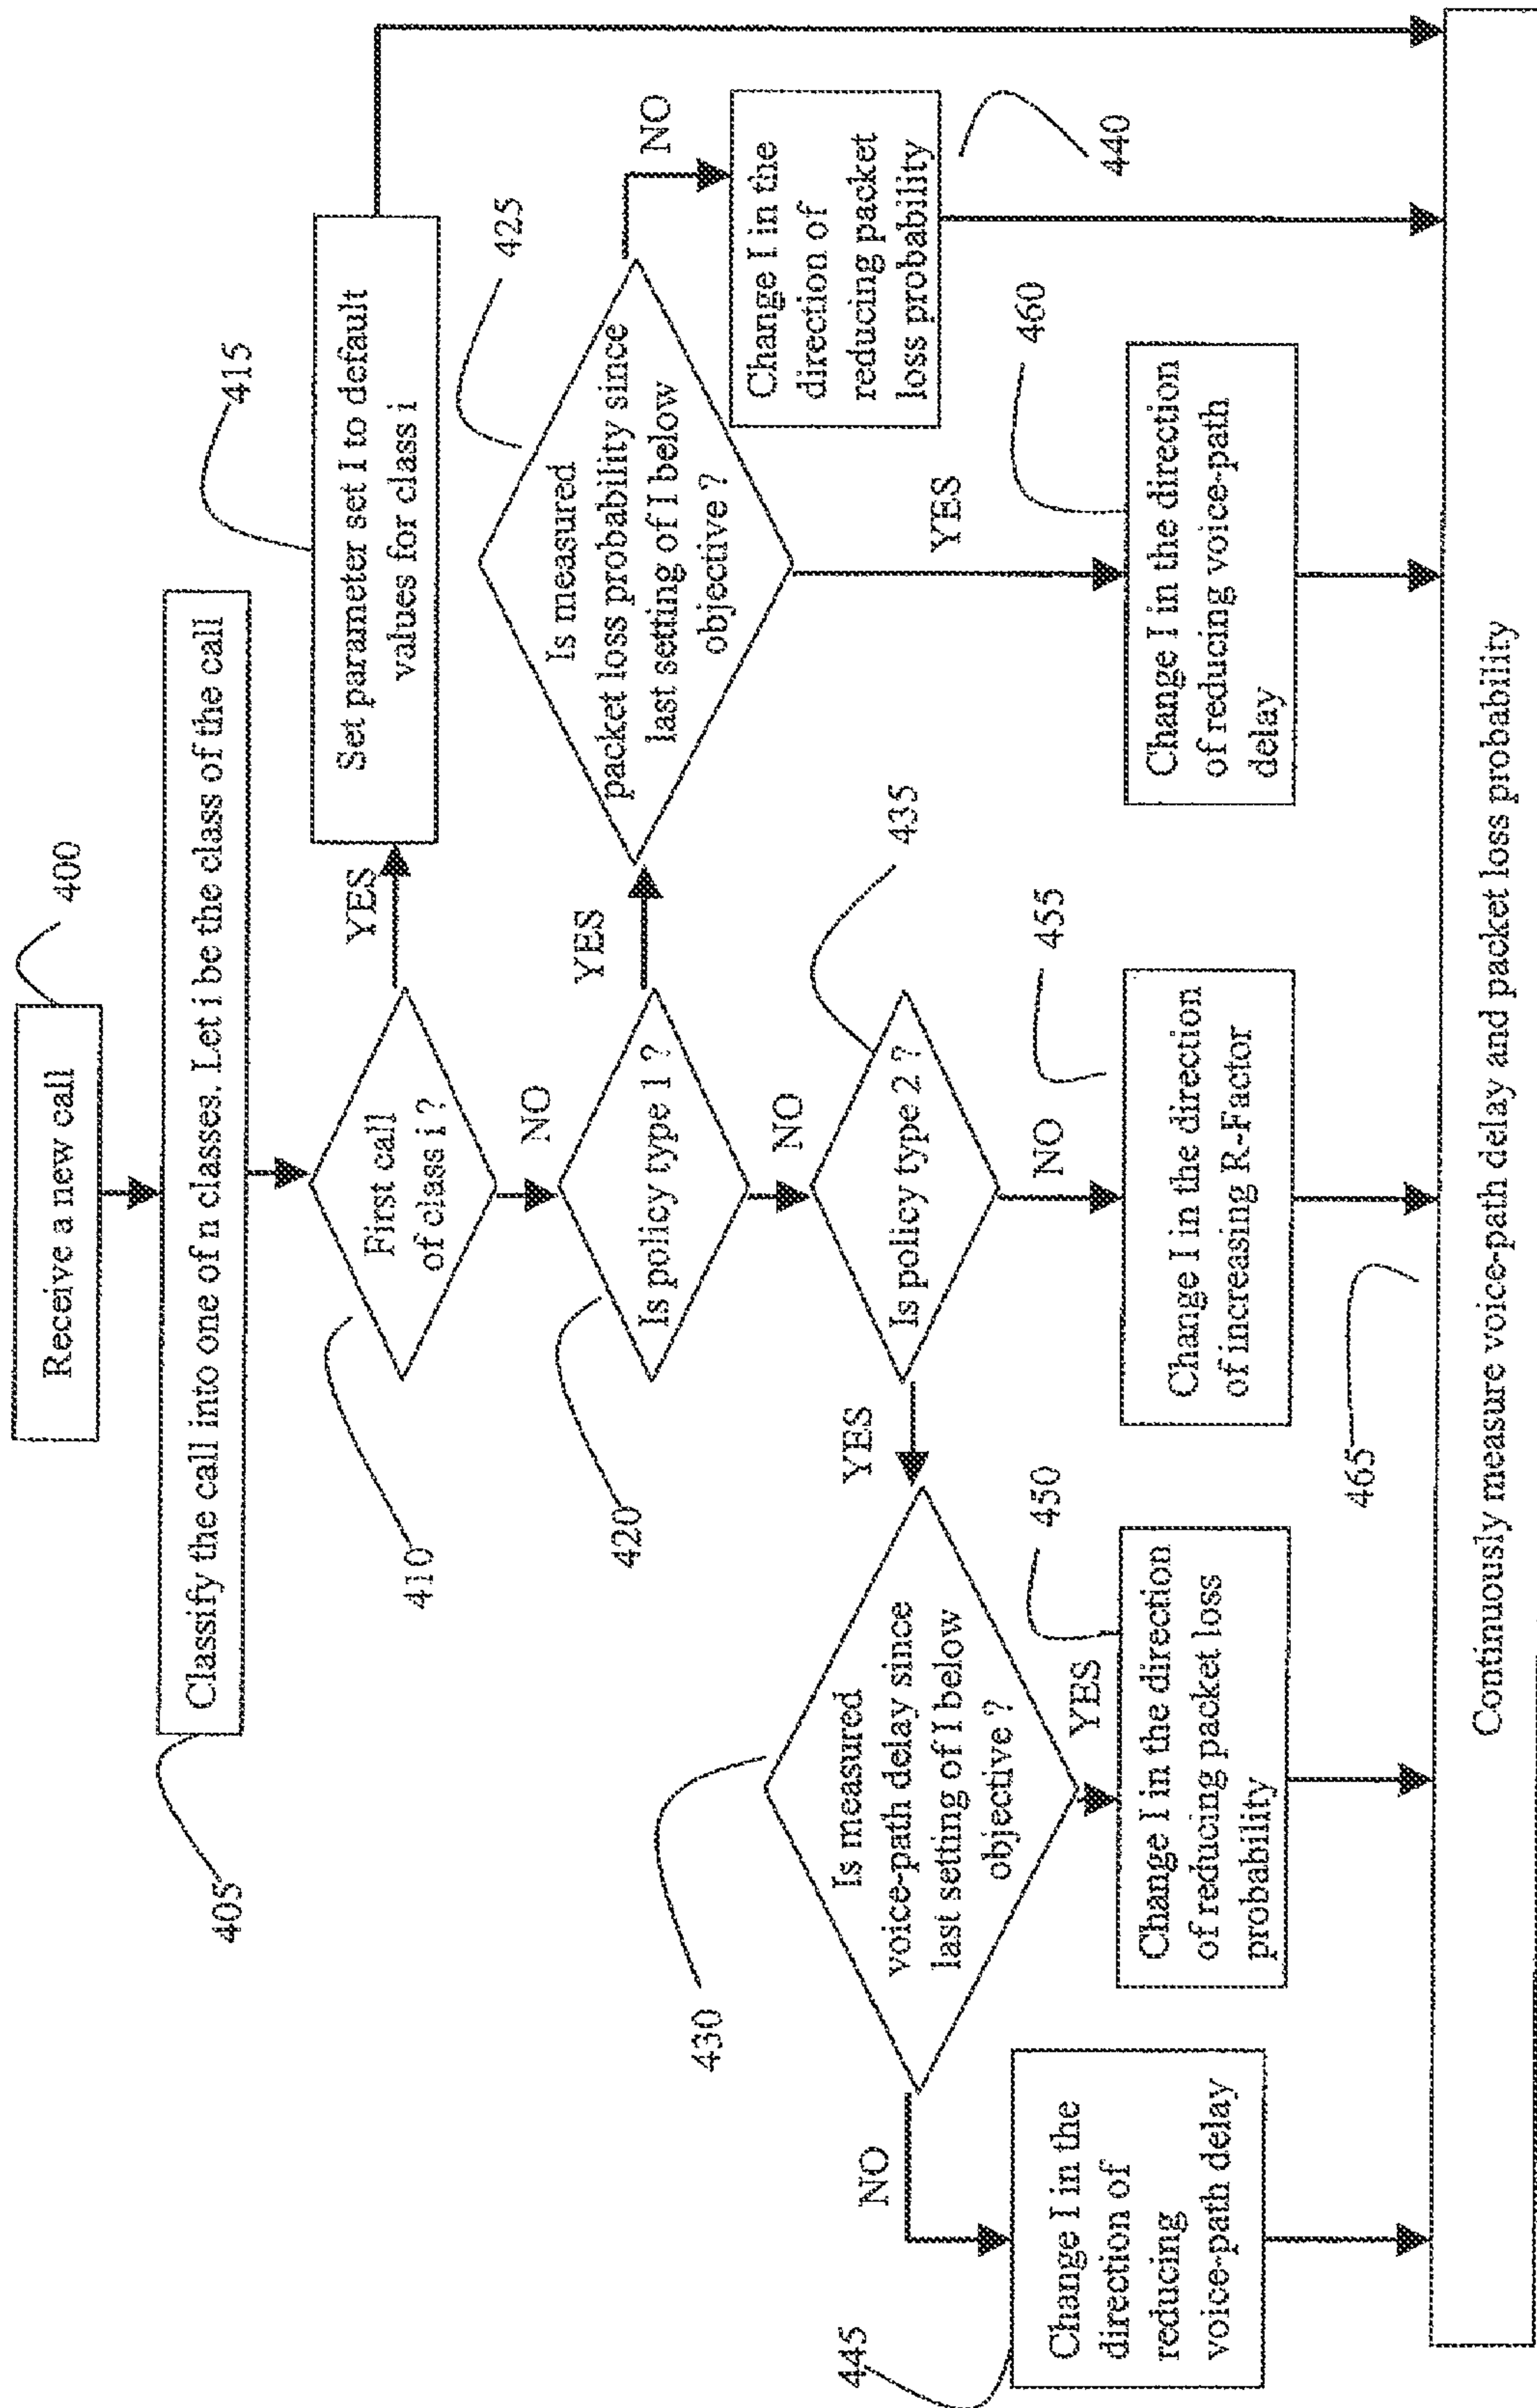 Receive a new call
400
Classify the call into one of n classes. Let i be the class of the call
405
First call
of class i ?
410
YES
Set parameter set I to default
values for class i
415
NO
Is policy type 1 ?
420
YES
Is measured
packet loss probability since
last setting of I below
objective ?
425
NO
Change I in the
direction of
reducing packet
loss probability
440
YES
Change I in the direction
of reducing voice-path
delay
460
NO
Is policy type 2 ?
435
NO
Change I in the direction
of increasing R-Factor
455
YES
Is measured
voice-path delay since
last setting of I below
objective ?
430
YES
Change I in the direction
of reducing packet loss
probability
450
NO
Change I in the
direction of
reducing
voice-path delay
445
465
Continuously measure voice-path delay and packet loss probability